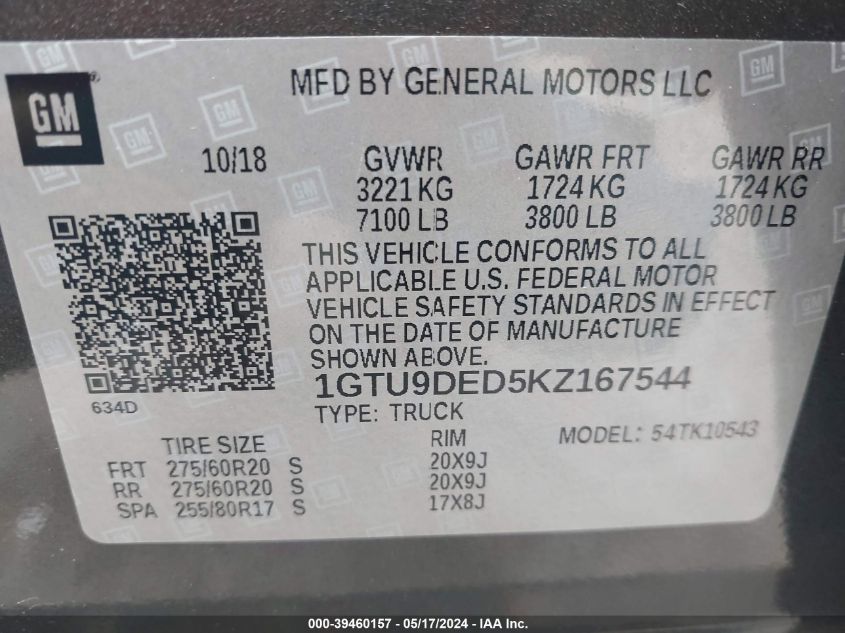 GM
MFD BY GENERAL MOTORS LLC
10/18 GVWR GAWR FRT GAWR RR
3221 KG 1724 KG 1724 KG
7100 LB 3800 LB 3800 LB
THIS VEHICLE CONFORMS TO ALL
APPLICABLE U.S. FEDERAL MOTOR
VEHICLE SAFETY STANDARDS IN EFFECT
ON THE DATE OF MANUFACTURE
SHOWN ABOVE.
1GTU9DED5KZ167544
634D
TYPE: TRUCK
TIRE SIZE RIM MODEL: 54TK10543
FRT 275/60R20 S 20X9J
RR 275/60R20 S 20X9J
SPA 255/80R17 S 17X8J
000-39460157 - 05/17/2024 - IAA Inc.